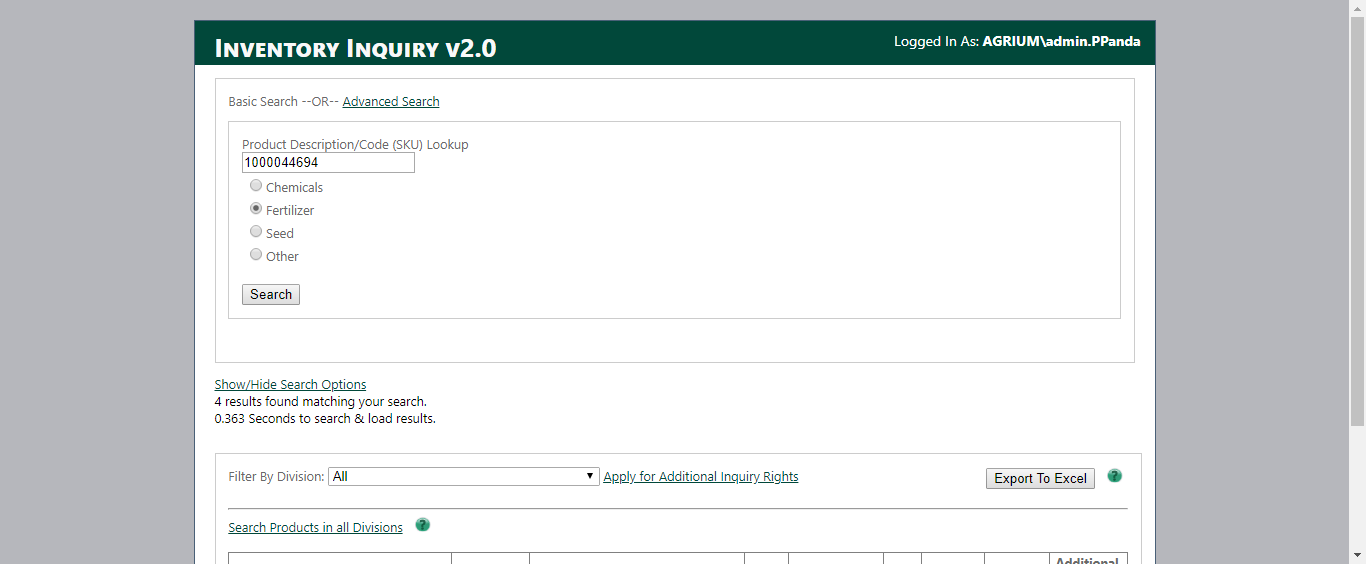 INVENTORY INQUIRY V2.0
Logged In As: AGRIUM\admin.PPanda
Basic Search --OR-- Advanced Search
Product Description/Code (SKU) Lookup
1000044694
Chemicals
Fertilizer
Seed
Other
Search
Show/Hide Search Options
4 results found matching your search.
0.363 Seconds to search & load results.
Filter By Division: All Apply for Additional Inquiry Rights Export To Excel ?
Search Products in all Divisions ?
Additional